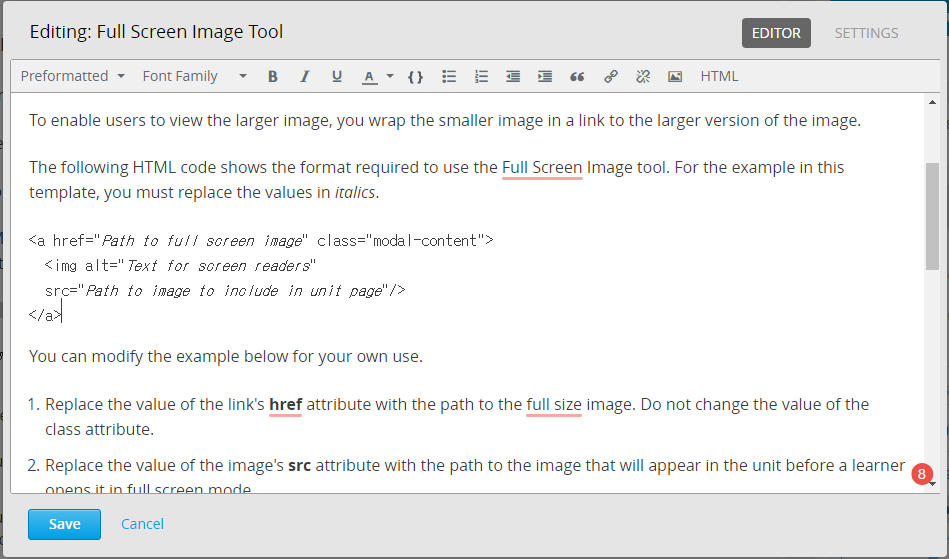 Editing: Full Screen Image Tool
EDITOR
SETTINGS
Preformatted
Font Family
B I U A {} “ HTML
To enable users to view the larger image, you wrap the smaller image in a link to the larger version of the image.
The following HTML code shows the format required to use the Full Screen Image tool. For the example in this
template, you must replace the values in italics.
<a href="Path to full screen image" class="modal-content">
<img alt="Text for screen readers"
src="Path to image to include in unit page"/>
</a>
You can modify the example below for your own use.
1. Replace the value of the link's href attribute with the path to the full size image. Do not change the value of the
class attribute.
2. Replace the value of the image's src attribute with the path to the image that will appear in the unit before a learner
opens it in full screen mode
8
Save
Cancel